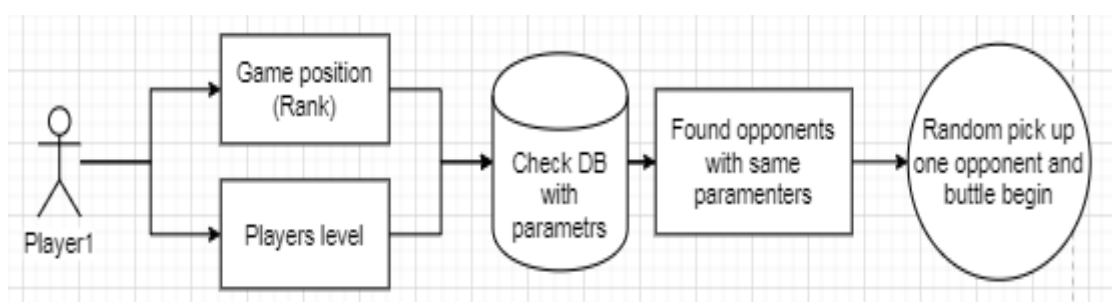 Player1
Game position
(Rank)
Players level
Check DB
with
parametrs
Found opponents
with same
paramenters
Random pick up
one opponent and
buttle begin